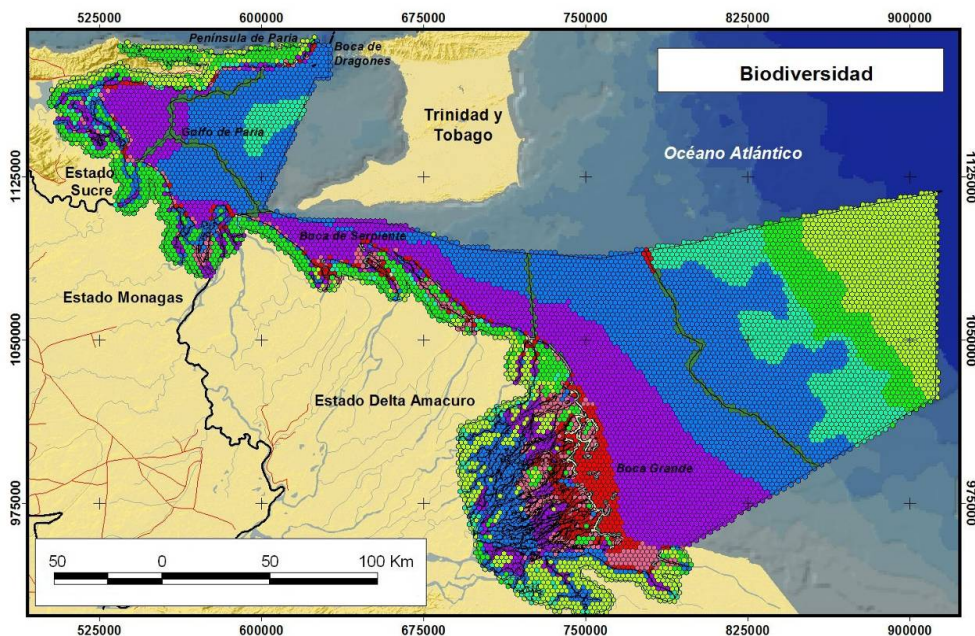 525000 600000 675000 750000 825000 900000
Península de Paria
Boca de
Dragones
Biodiversidad
Trinidad y
Tobago
Golfo de Paria
Océano Atlántico
1125000
1125000
Estado
Sucre
Boca de Serpiente
Estado Monagas
1050000
1050000
Estado Delta Amacuro
Boca Grande
975000
975000
50 0 50 100 Km
525000 600000 675000 750000 825000 900000